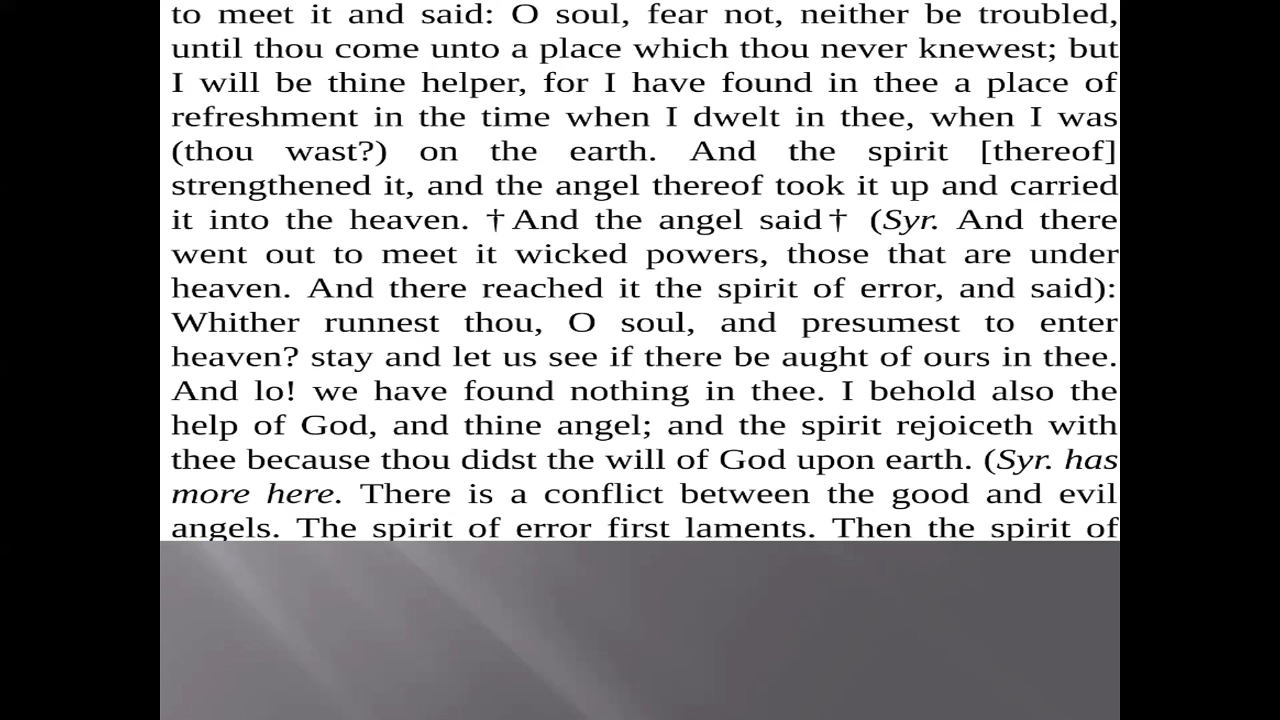 to meet it and said: O soul, fear not, neither be troubled,
until thou come unto a place which thou never knewest; but
I will be thine helper, for I have found in thee a place of
refreshment in the time when I dwelt in thee, when I was
(thou wast?) on the earth. And the spirit [thereof]
strengthened it, and the angel thereof took it up and carried
it into the heaven. †And the angel said† (Syr. And there
went out to meet it wicked powers, those that are under
heaven. And there reached it the spirit of error, and said):
Whither runnest thou, O soul, and presumest to enter
heaven? stay and let us see if there be aught of ours in thee.
And lo! we have found nothing in thee. I behold also the
help of God, and thine angel; and the spirit rejoiceth with
thee because thou didst the will of God upon earth. (Syr. has
more here. There is a conflict between the good and evil
angels. The spirit of error first laments. Then the spirit of